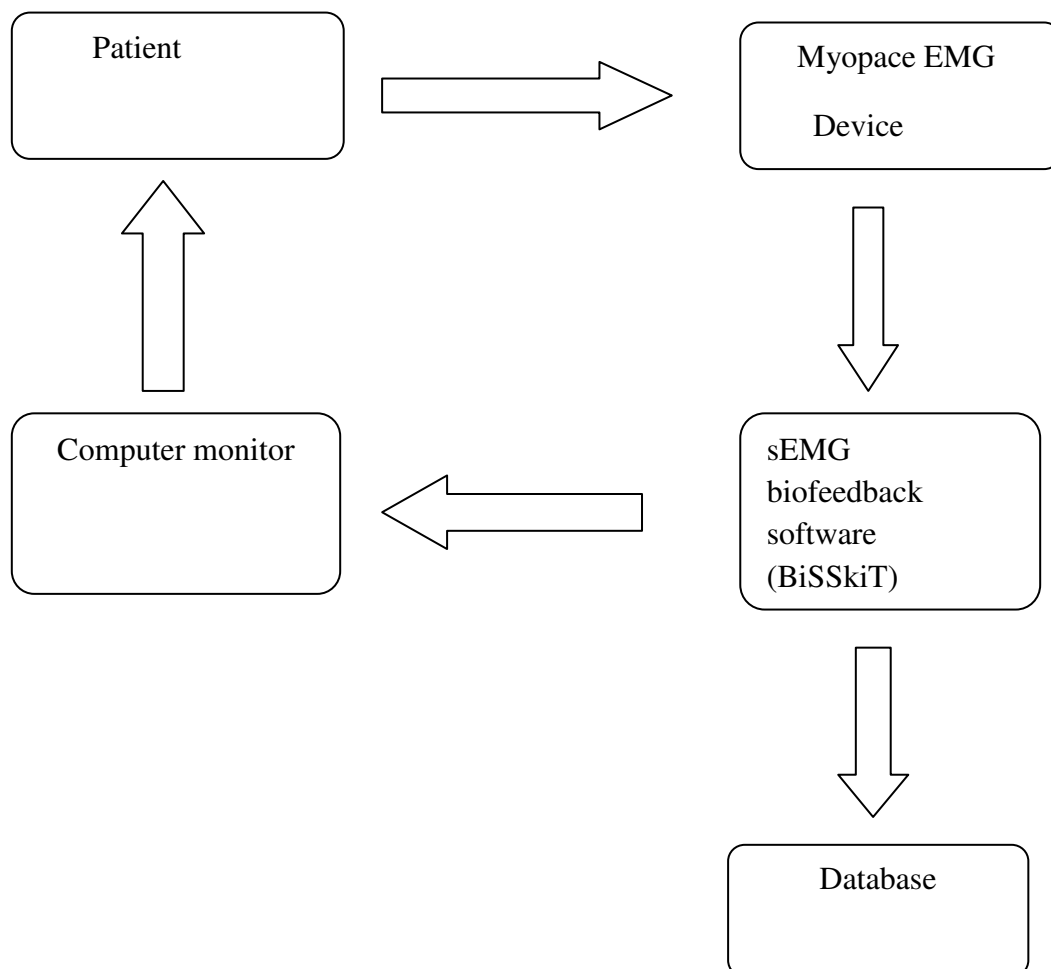 Patient
Myopace EMG
Device
Computer monitor
sEMG
biofeedback
software
(BiSSkiT)
Database